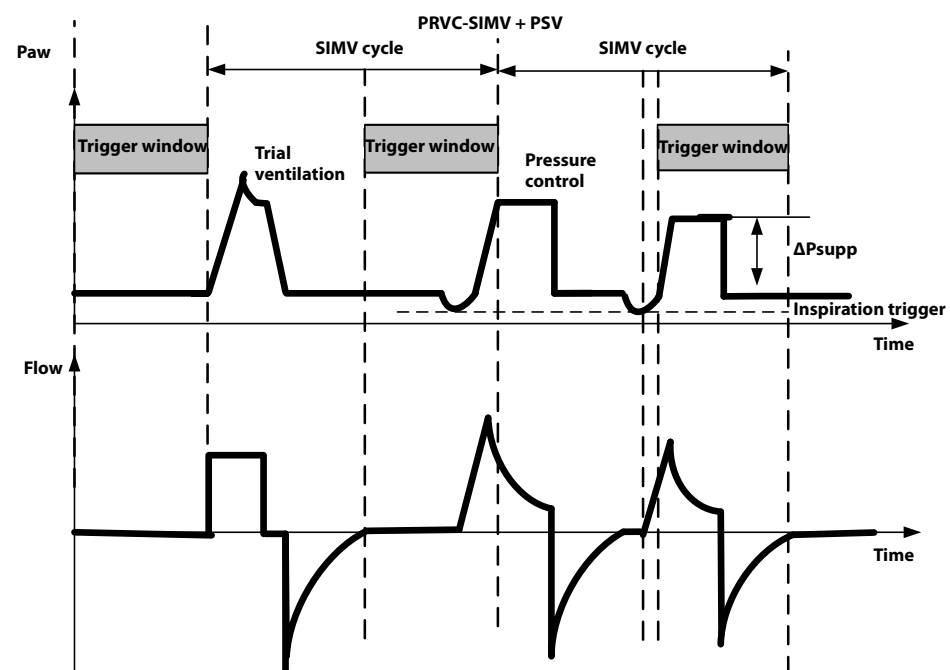 PRVC-SIMV + PSV
SIMV cycle
SIMV cycle
Paw
Trigger window
Trigger window
Trigger window
Trial
ventilation
Pressure
control
ΔPsupp
Inspiration trigger
Time
Flow
Time